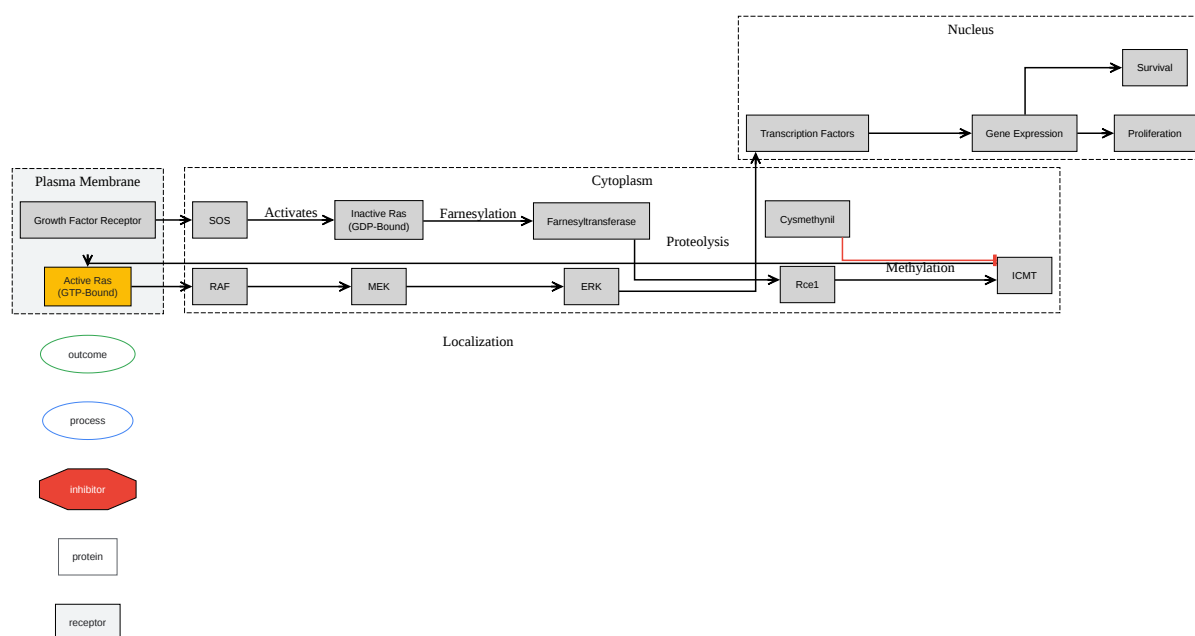 Nucleus
Survival
Transcription Factors
Gene Expression
Proliferation
Plasma Membrane
Cytoplasm
Growth Factor Receptor
SOS
Activates
Inactive Ras
(GDP-Bound)
Farnesylation
Farnesyltransferase
Proteolysis
Cysmethynil
Methylation
Active Ras
(GTP-Bound)
RAF
MEK
ERK
Rce1
ICMT
Localization
outcome
process
inhibitor
protein
receptor